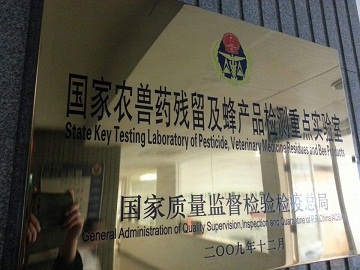 国家农兽药残留及蜂产品检测重点实验室
State Key Testing Laboratory of Pesticide, Veterinary Medicine Residues and Bee Products
国家质量监督检验检疫总局
General Administration of Quality Supervision,Inspection and Quarantine of P.R.China(AQSIQ)
二〇〇九年十二月